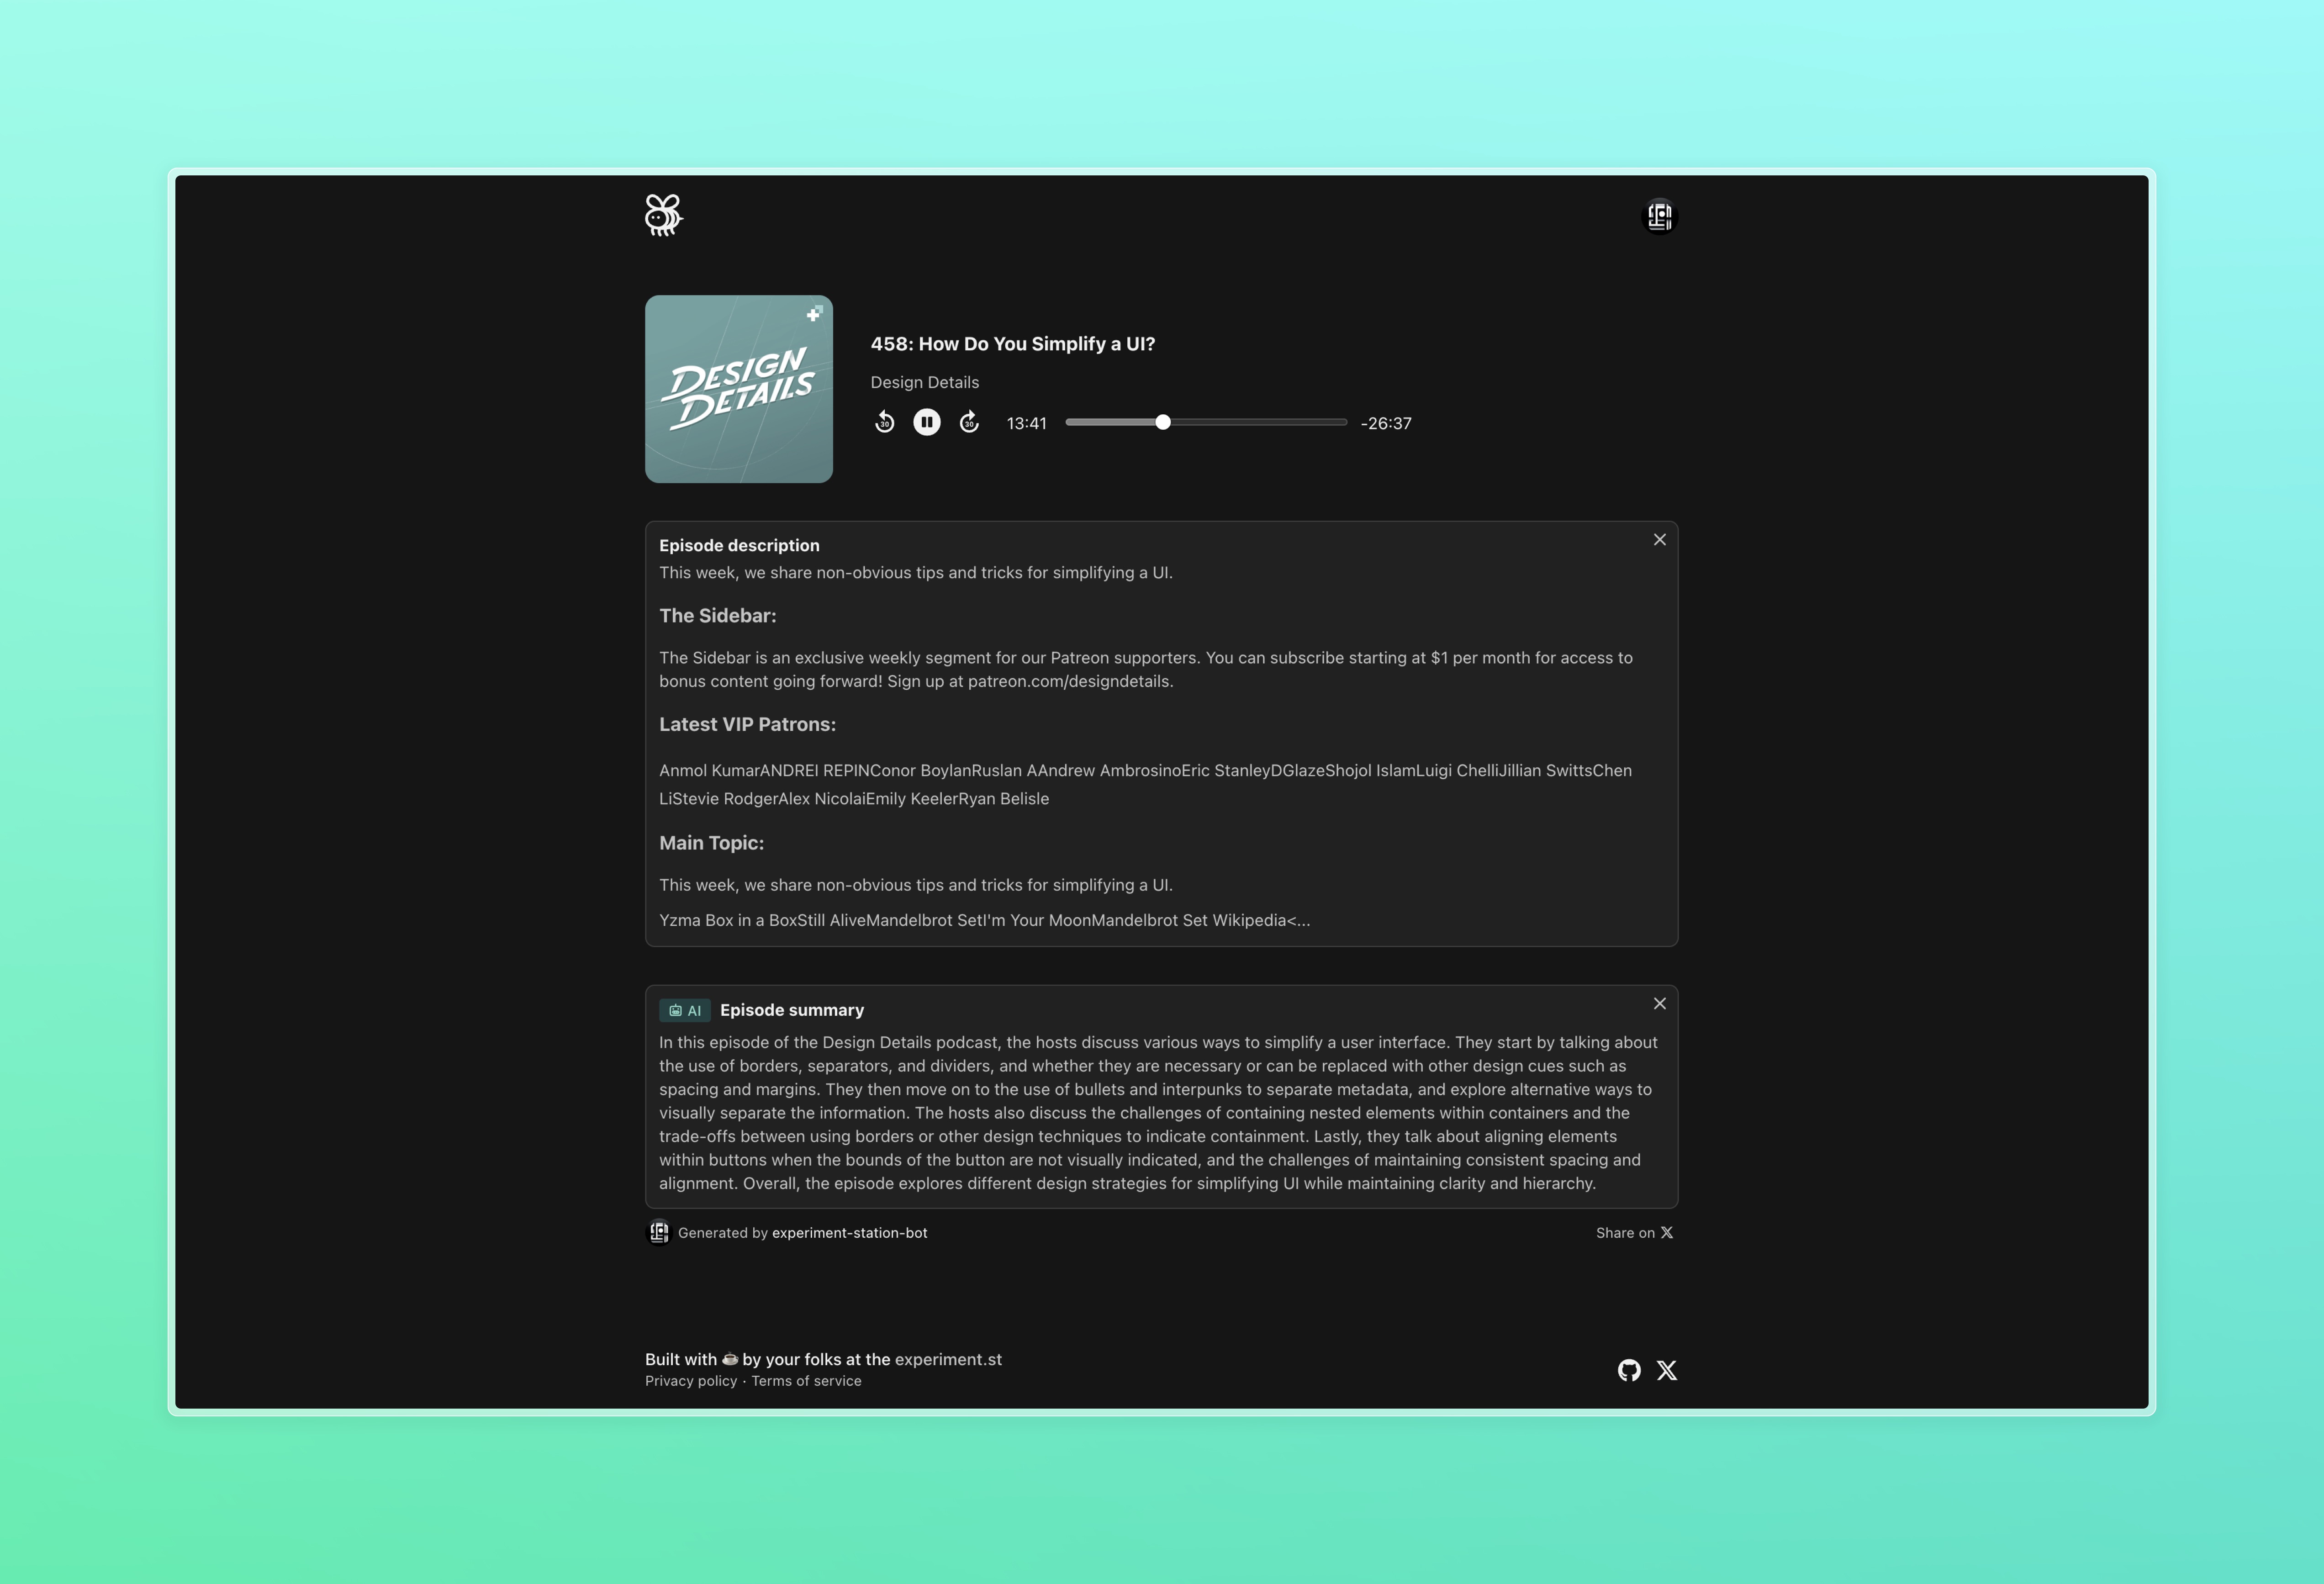 DESIGN
DETAILS
458: How Do You Simplify a UI?
Design Details
30
30
13:41
-26:37
Episode description
This week, we share non-obvious tips and tricks for simplifying a UI.
The Sidebar:
The Sidebar is an exclusive weekly segment for our Patreon supporters. You can subscribe starting at $1 per month for access to
bonus content going forward! Sign up at patreon.com/designdetails.
Latest VIP Patrons:
Anmol KumarANDREI REPINConor BoylanRuslan AAndrew AmbrosinoEric StanleyDGlazeShojol IslamLuigi ChelliJillian SwittsChen
LiStevie RodgerAlex NicolaiEmily KeelerRyan Belisle
Main Topic:
This week, we share non-obvious tips and tricks for simplifying a UI.
Yzma Box in a BoxStill AliveMandelbrot SetI'm Your MoonMandelbrot Set Wikipedia<...
AI Episode summary
In this episode of the Design Details podcast, the hosts discuss various ways to simplify a user interface. They start by talking about
the use of borders, separators, and dividers, and whether they are necessary or can be replaced with other design cues such as
spacing and margins. They then move on to the use of bullets and interpunks to separate metadata, and explore alternative ways to
visually separate the information. The hosts also discuss the challenges of containing nested elements within containers and the
trade-offs between using borders or other design techniques to indicate containment. Lastly, they talk about aligning elements
within buttons when the bounds of the button are not visually indicated, and the challenges of maintaining consistent spacing and
alignment. Overall, the episode explores different design strategies for simplifying UI while maintaining clarity and hierarchy.
Generated by experiment-station-bot
Share on X
Built with ☕ by your folks at the experiment.st
Privacy policy · Terms of service